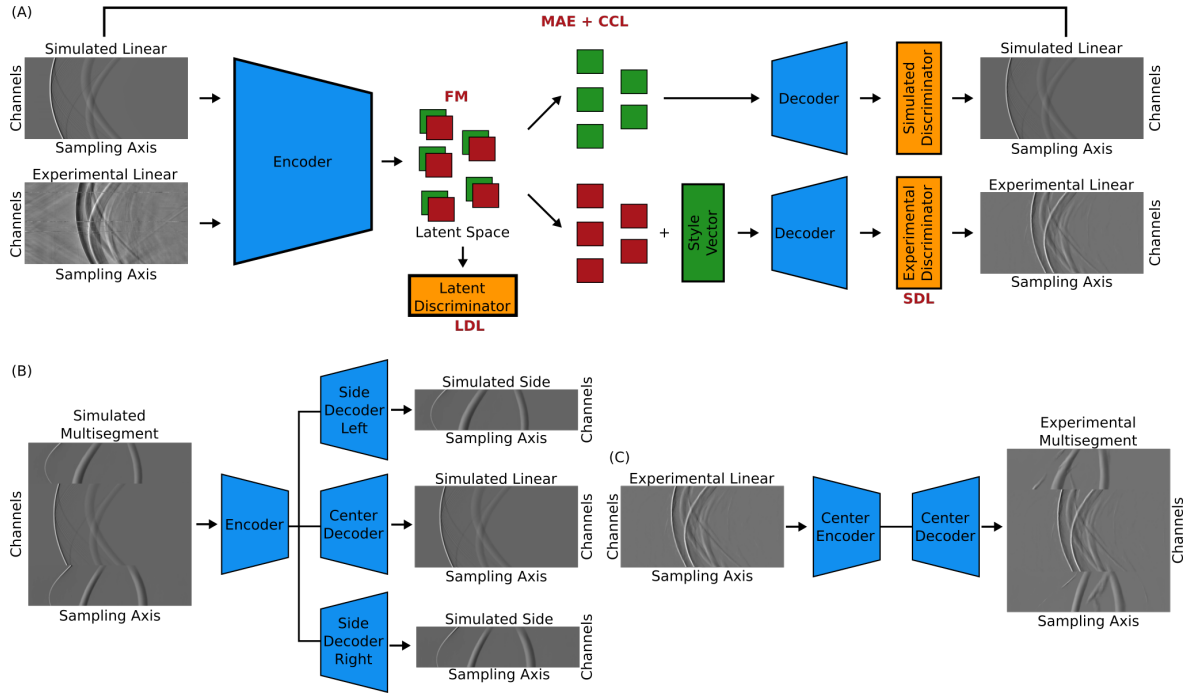 (A)
MAE + CCL
Simulated Linear
Channels
Sampling Axis
Experimental Linear
Channels
Sampling Axis
Encoder
FM
Latent Space
Latent
Discriminator
LDL
+
Style
Vector
Decoder
Decoder
Simulated
Discriminator
Experimental
Discriminator
SDL
Simulated Linear
Channels
Sampling Axis
Experimental Linear
Channels
Sampling Axis
(B)
Simulated
Multisegment
Channels
Sampling Axis
Encoder
Side
Decoder
Left
Center
Decoder
Side
Decoder
Right
Simulated Side
Channels
Sampling Axis
Simulated Linear
Channels
Sampling Axis
Simulated Side
Channels
Sampling Axis
(C)
Experimental Linear
Channels
Sampling Axis
Center
Encoder
Center
Decoder
Experimental
Multisegment
Channels
Sampling Axis